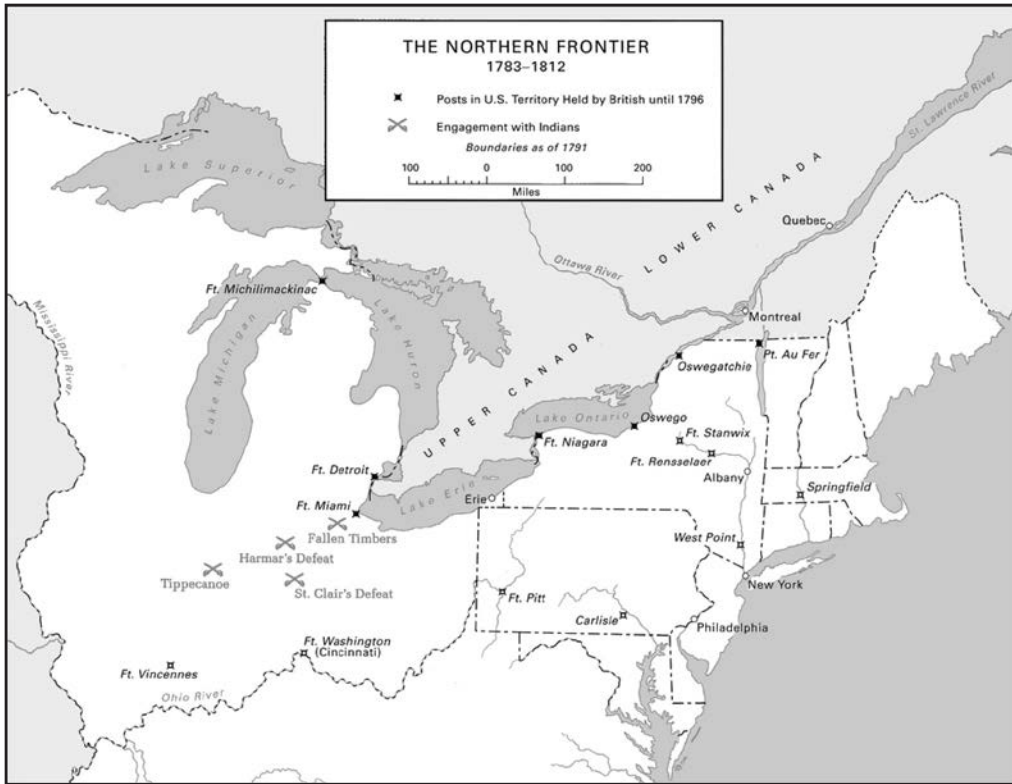 THE NORTHERN FRONTIER
1783–1812
Posts in U.S. Territory Held by British until 1796
Engagement with Indians
Boundaries as of 1791
100 0 100 200
Miles
St. Lawrence River
Lake Superior
LOWER CANADA
Quebec
Ottawa River
Ft. Michilimackinac
Mississippi River
Lake Michigan
Lake Huron
Montreal
UPPER CANADA
Oswegatchie
Pt. Au Fer
Lake Ontario
Oswego
Ft. Niagara
Ft. Stanwix
Ft. Rensselaer
Ft. Detroit
Albany
Lake Erie
Erie
Springfield
Ft. Miami
Fallen Timbers
West Point
Harmar's Defeat
Tippecanoe
St. Clair's Defeat
New York
Ft. Pitt
Carlisle
Philadelphia
Ft. Washington
(Cincinnati)
Ft. Vincennes
Ohio River